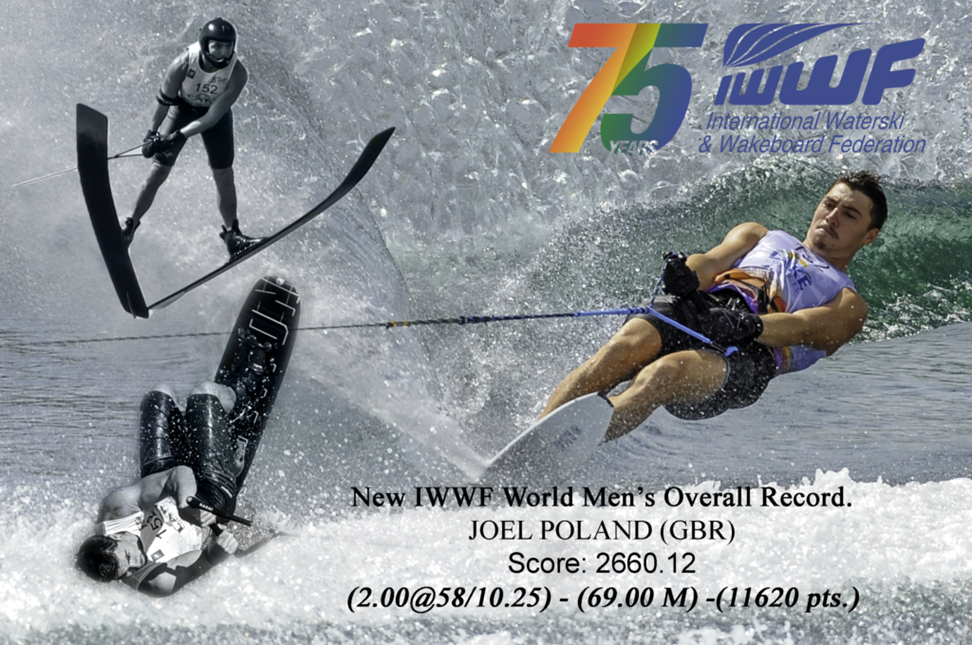 75
YEARS
IWWF
International Waterski
& Wakeboard Federation
152
New IWWF World Men's Overall Record.
JOEL POLAND (GBR)
Score: 2660.12
(2.00@58/10.25) - (69.00 M) -(11620 pts.)